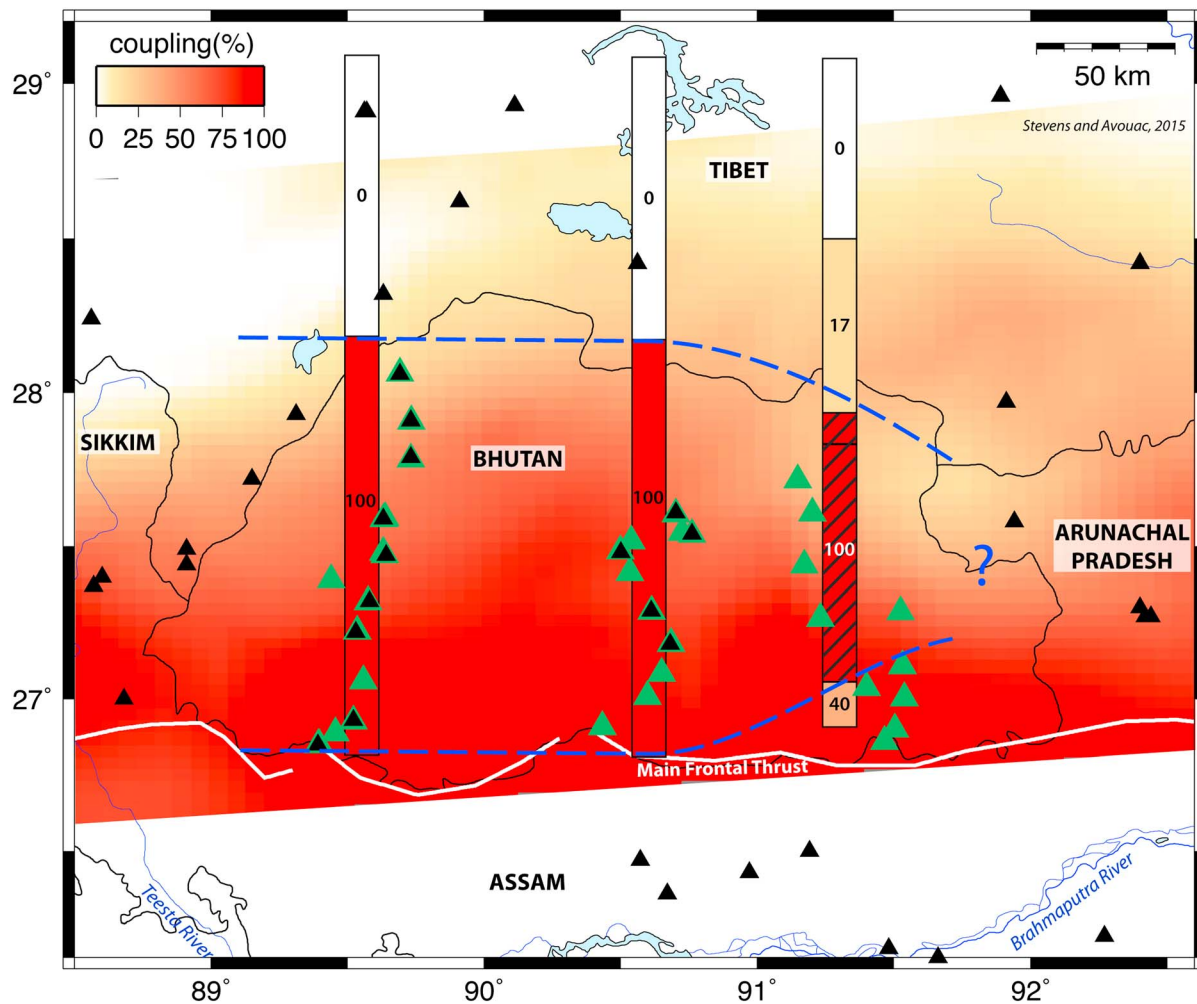 coupling(%)
0 25 50 75 100
50 km
Stevens and Avouac, 2015
29°
28°
27°
TIBET
0
0
0
17
SIKKIM
BHUTAN
100
100
100
ARUNACHAL
PRADESH
?
40
Main Frontal Thrust
ASSAM
Teesta River
Brahmaputra River
89° 90° 91° 92°